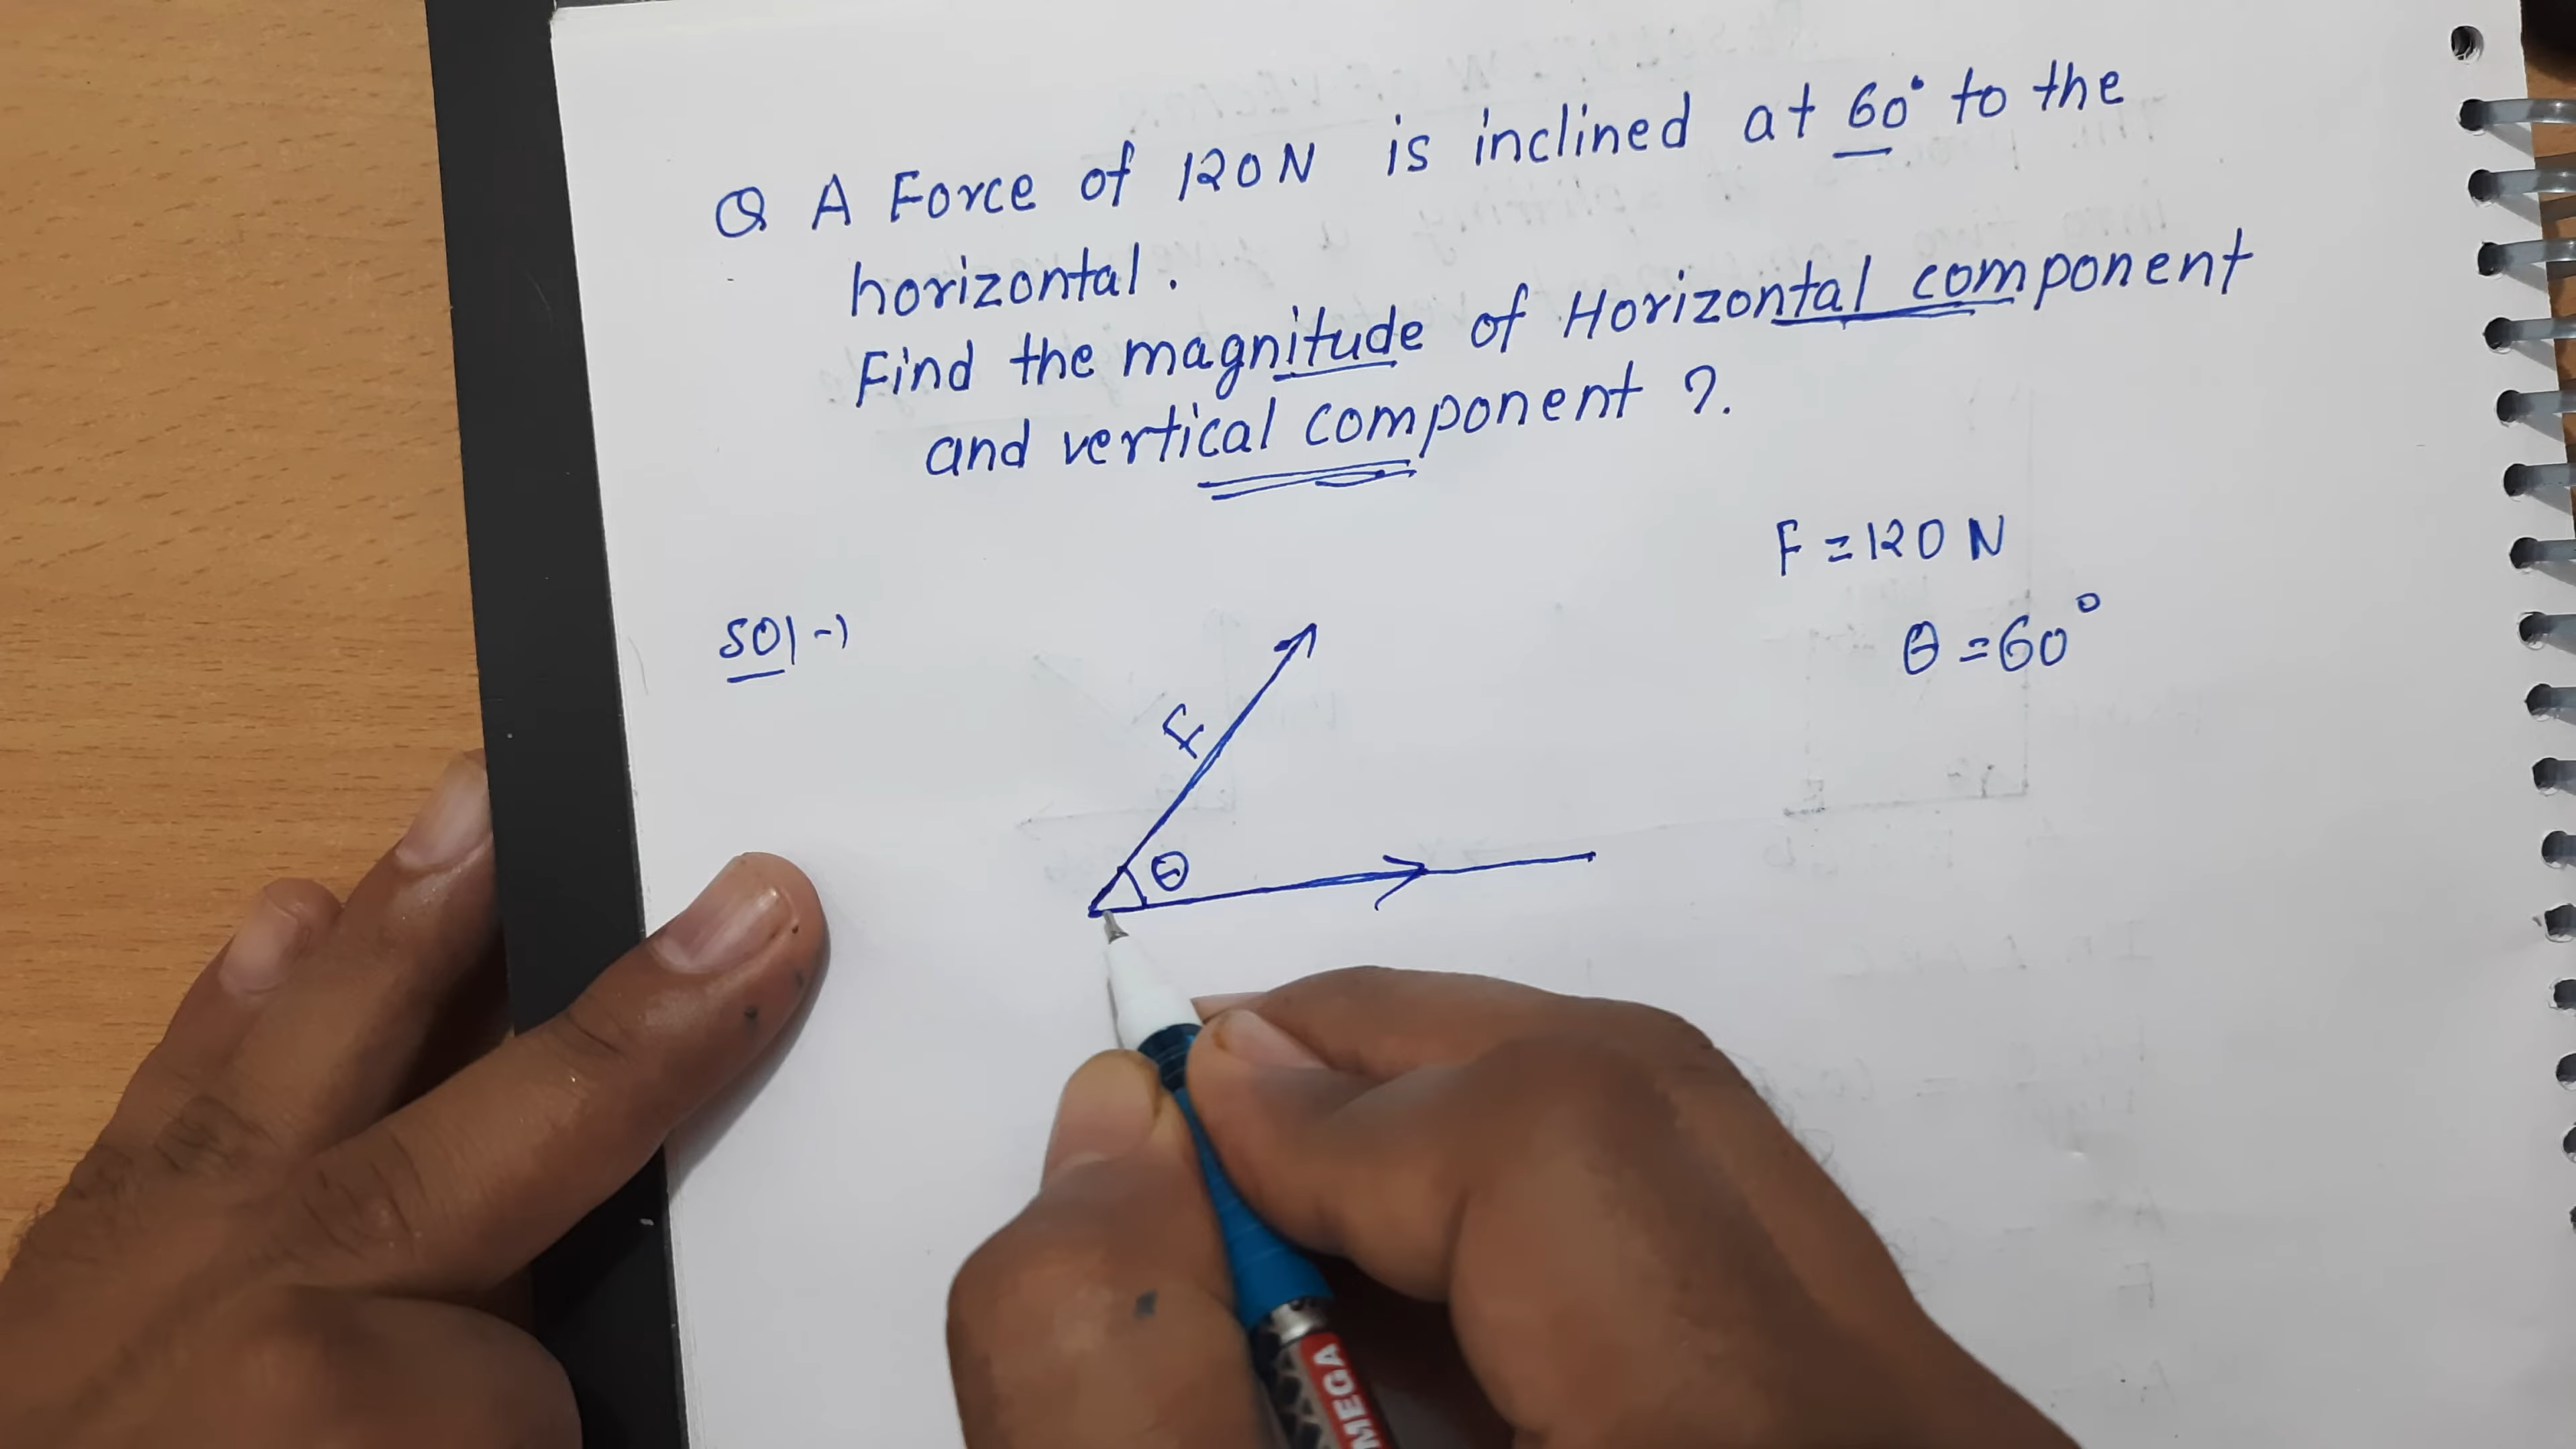 Q A Force of 120N is inclined at 60° to the
horizontal.
Find the magnitude of Horizontal component
and vertical component ?.
F = 120 N
θ = 60°
Sol -)
F
θ
MEGA